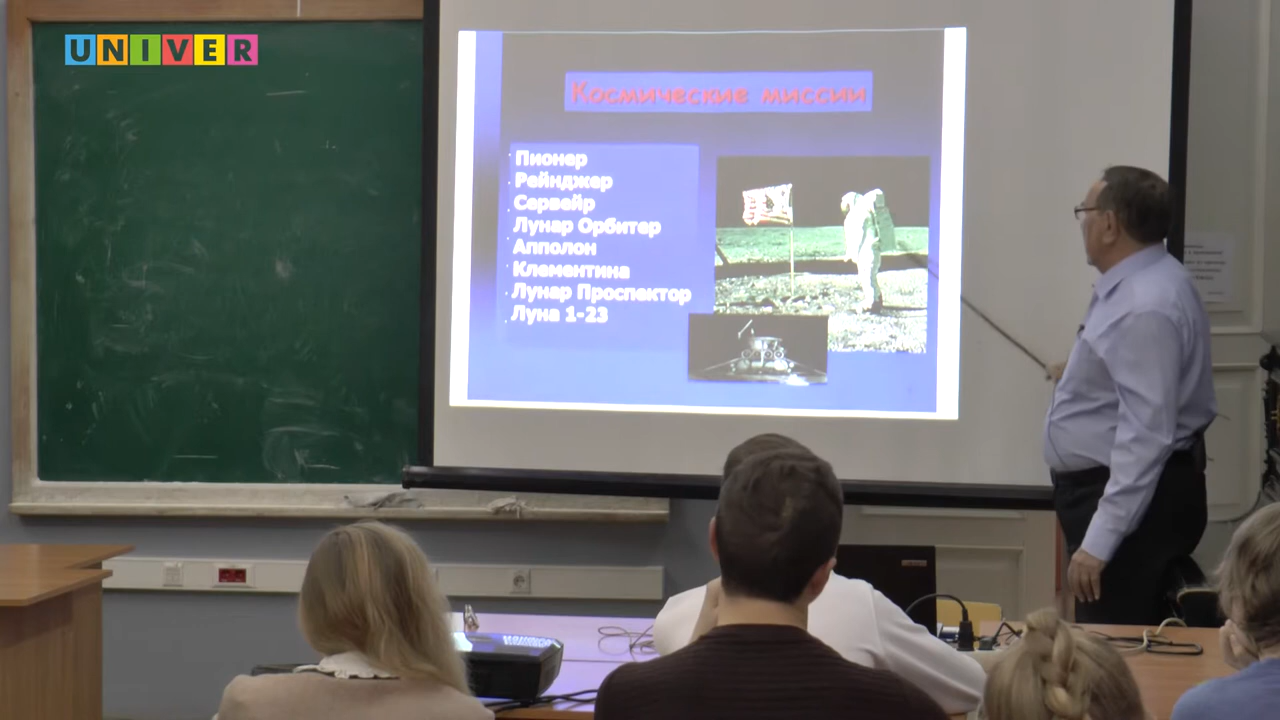 UNIVER
Космические миссии
Пионер
Рейнджер
Сервейр
Лунар Орбитер
Апполон
Клементина
Лунар Проспектор
Луна 1-23